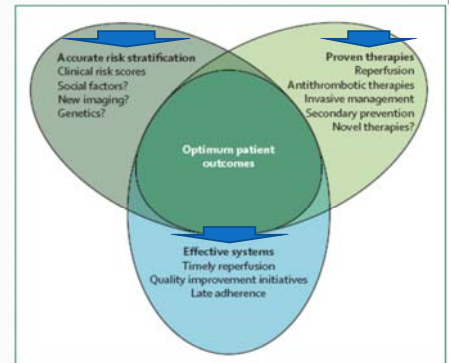 Accurate risk stratification
Clinical risk scores
Social factors?
New imaging?
Genetics?
Proven therapies
Reperfusion
Antithrombotic therapies
Invasive management
Secondary prevention
Novel therapies?
Optimum patient
outcomes
Effective systems
Timely reperfusion
Quality improvement initiatives
Late adherence